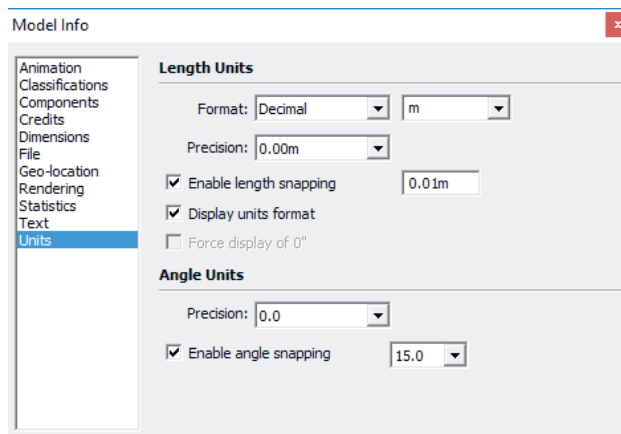 Model Info
x
Animation
Classifications
Components
Credits
Dimensions
File
Geo-location
Rendering
Statistics
Text
Units
Length Units
Format: Decimal m
Precision: 0.00m
Enable length snapping 0.01m
Display units format
Force display of 0"
Angle Units
Precision: 0.0
Enable angle snapping 15.0